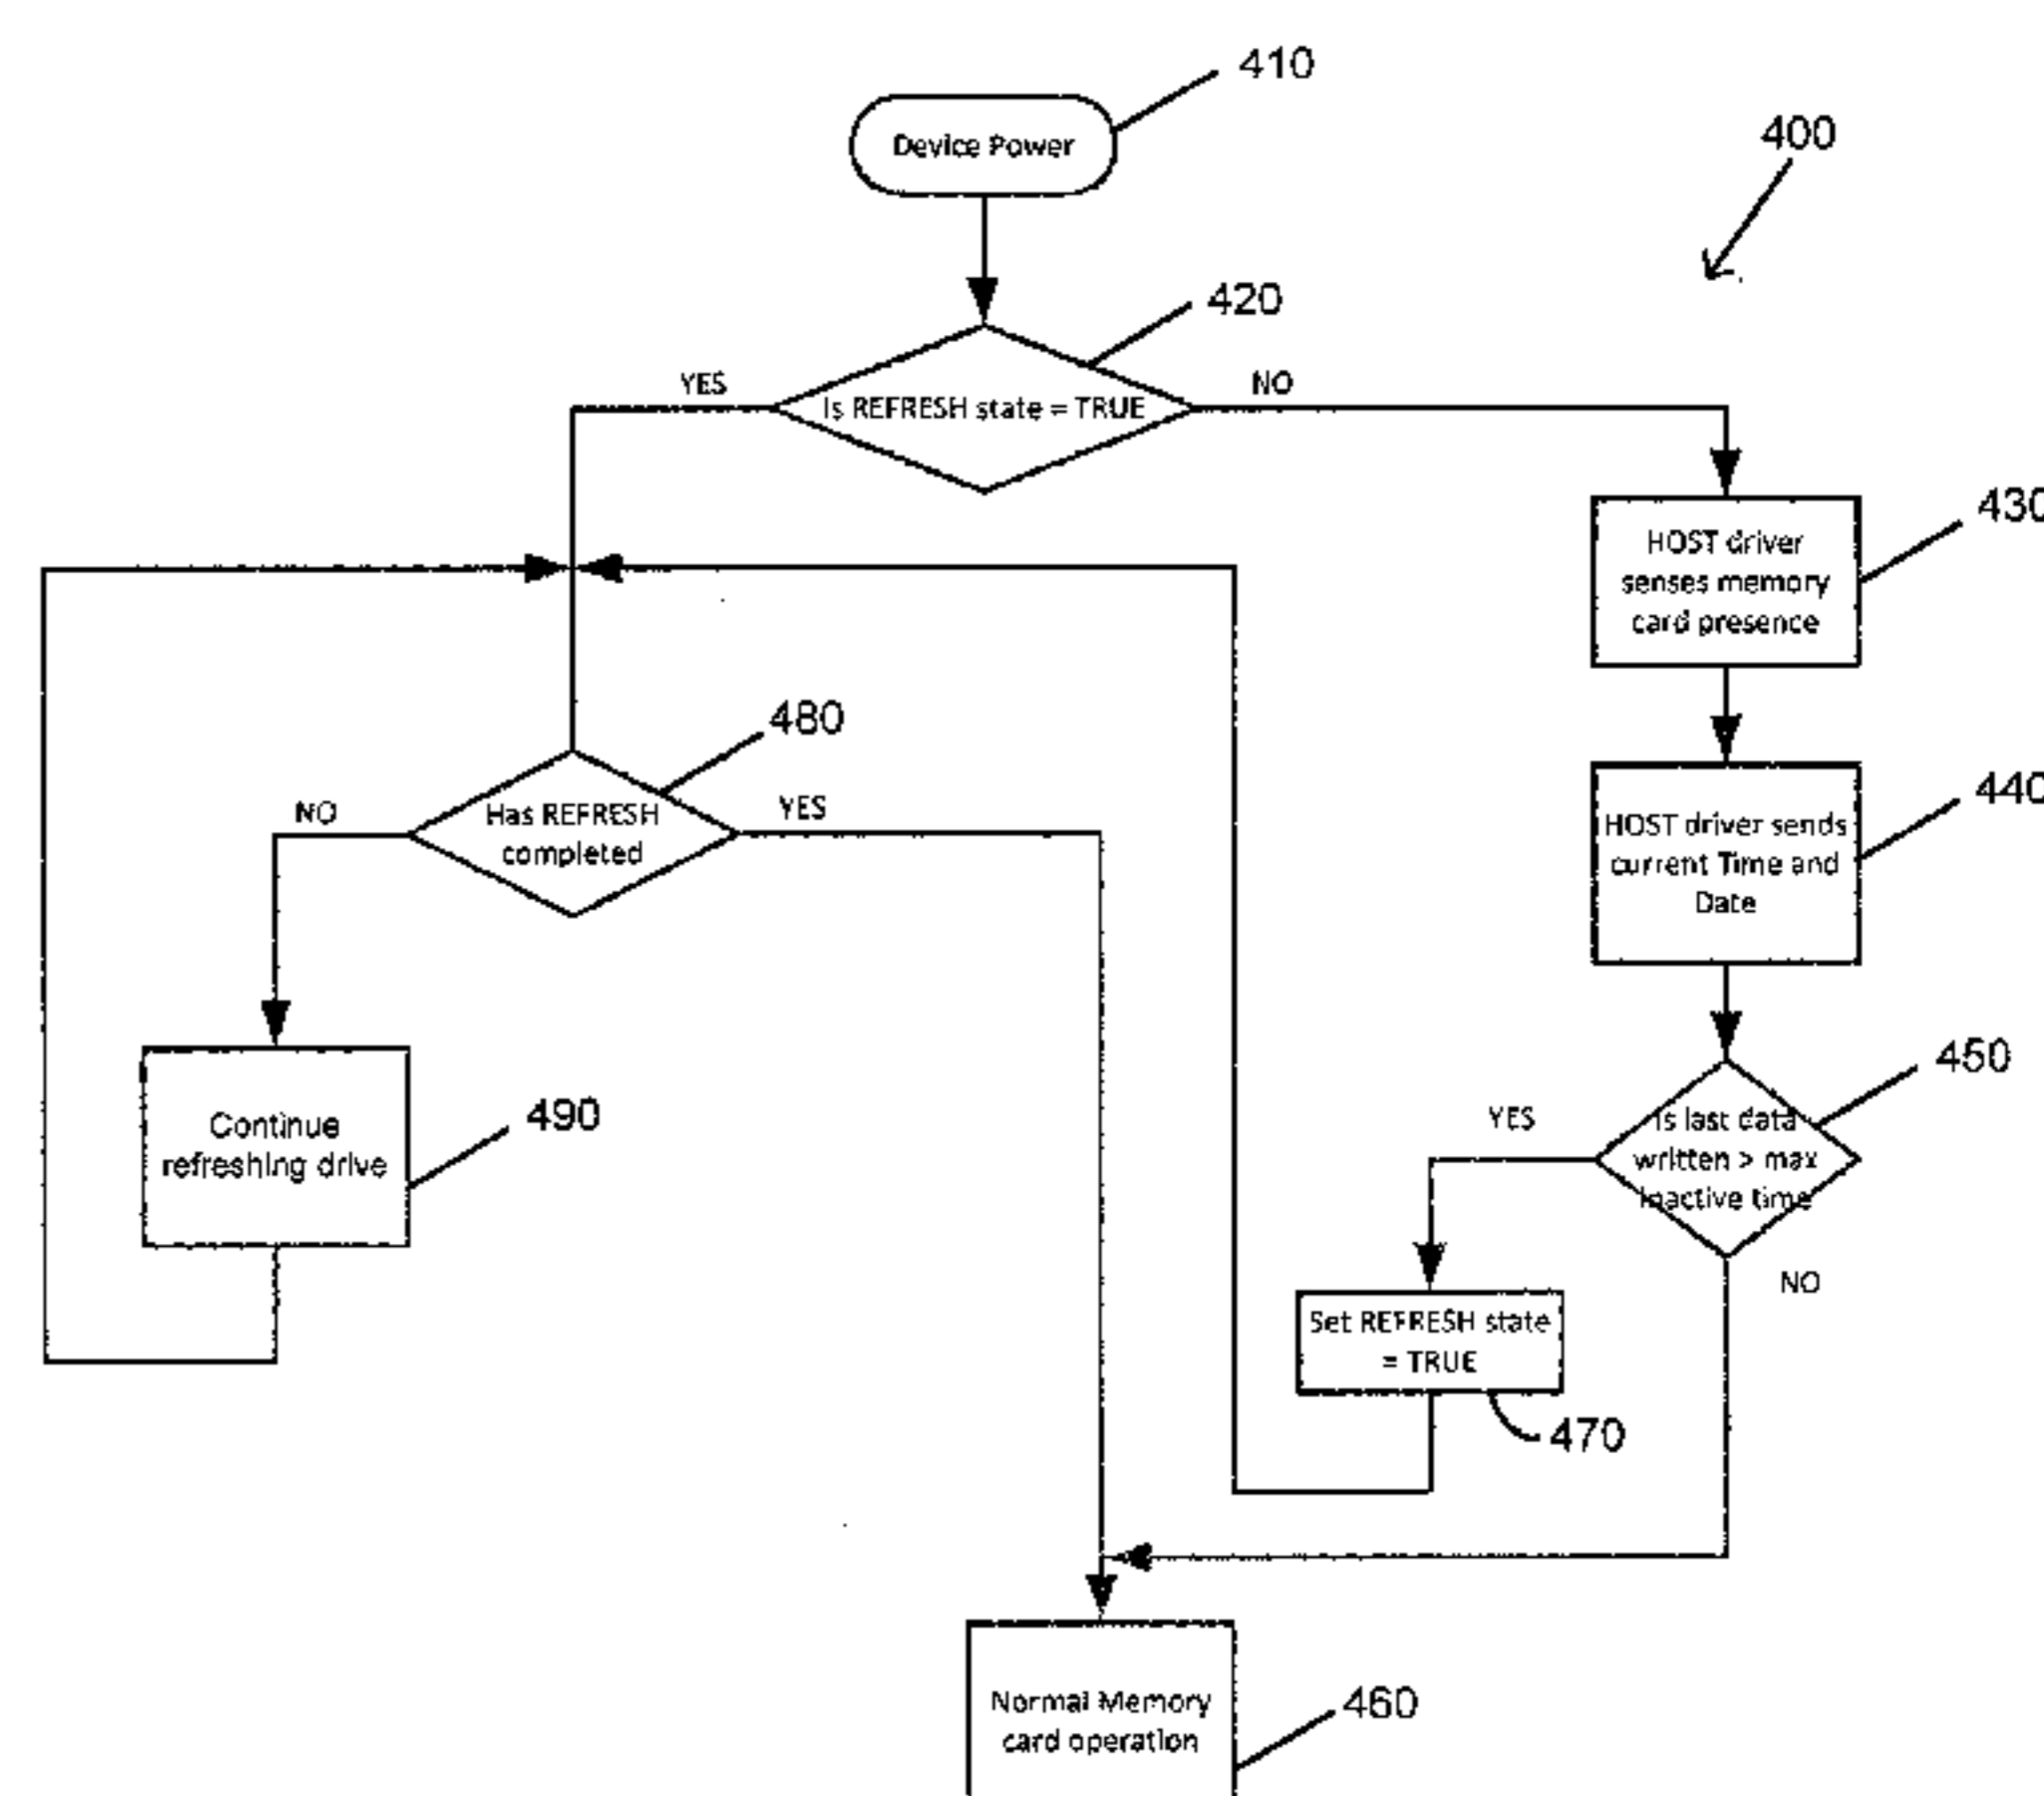 410
Device Power
400
420
YES
Is REFRESH state = TRUE
NO
430
HOST driver
senses memory
card presence
480
NO
Has REFRESH
completed
YES
440
HOST driver sends
current Time and
Date
450
YES
Is last data
written > max
inactive time
NO
Continue
refreshing drive
490
Set REFRESH state
= TRUE
470
Normal Memory
card operation
460